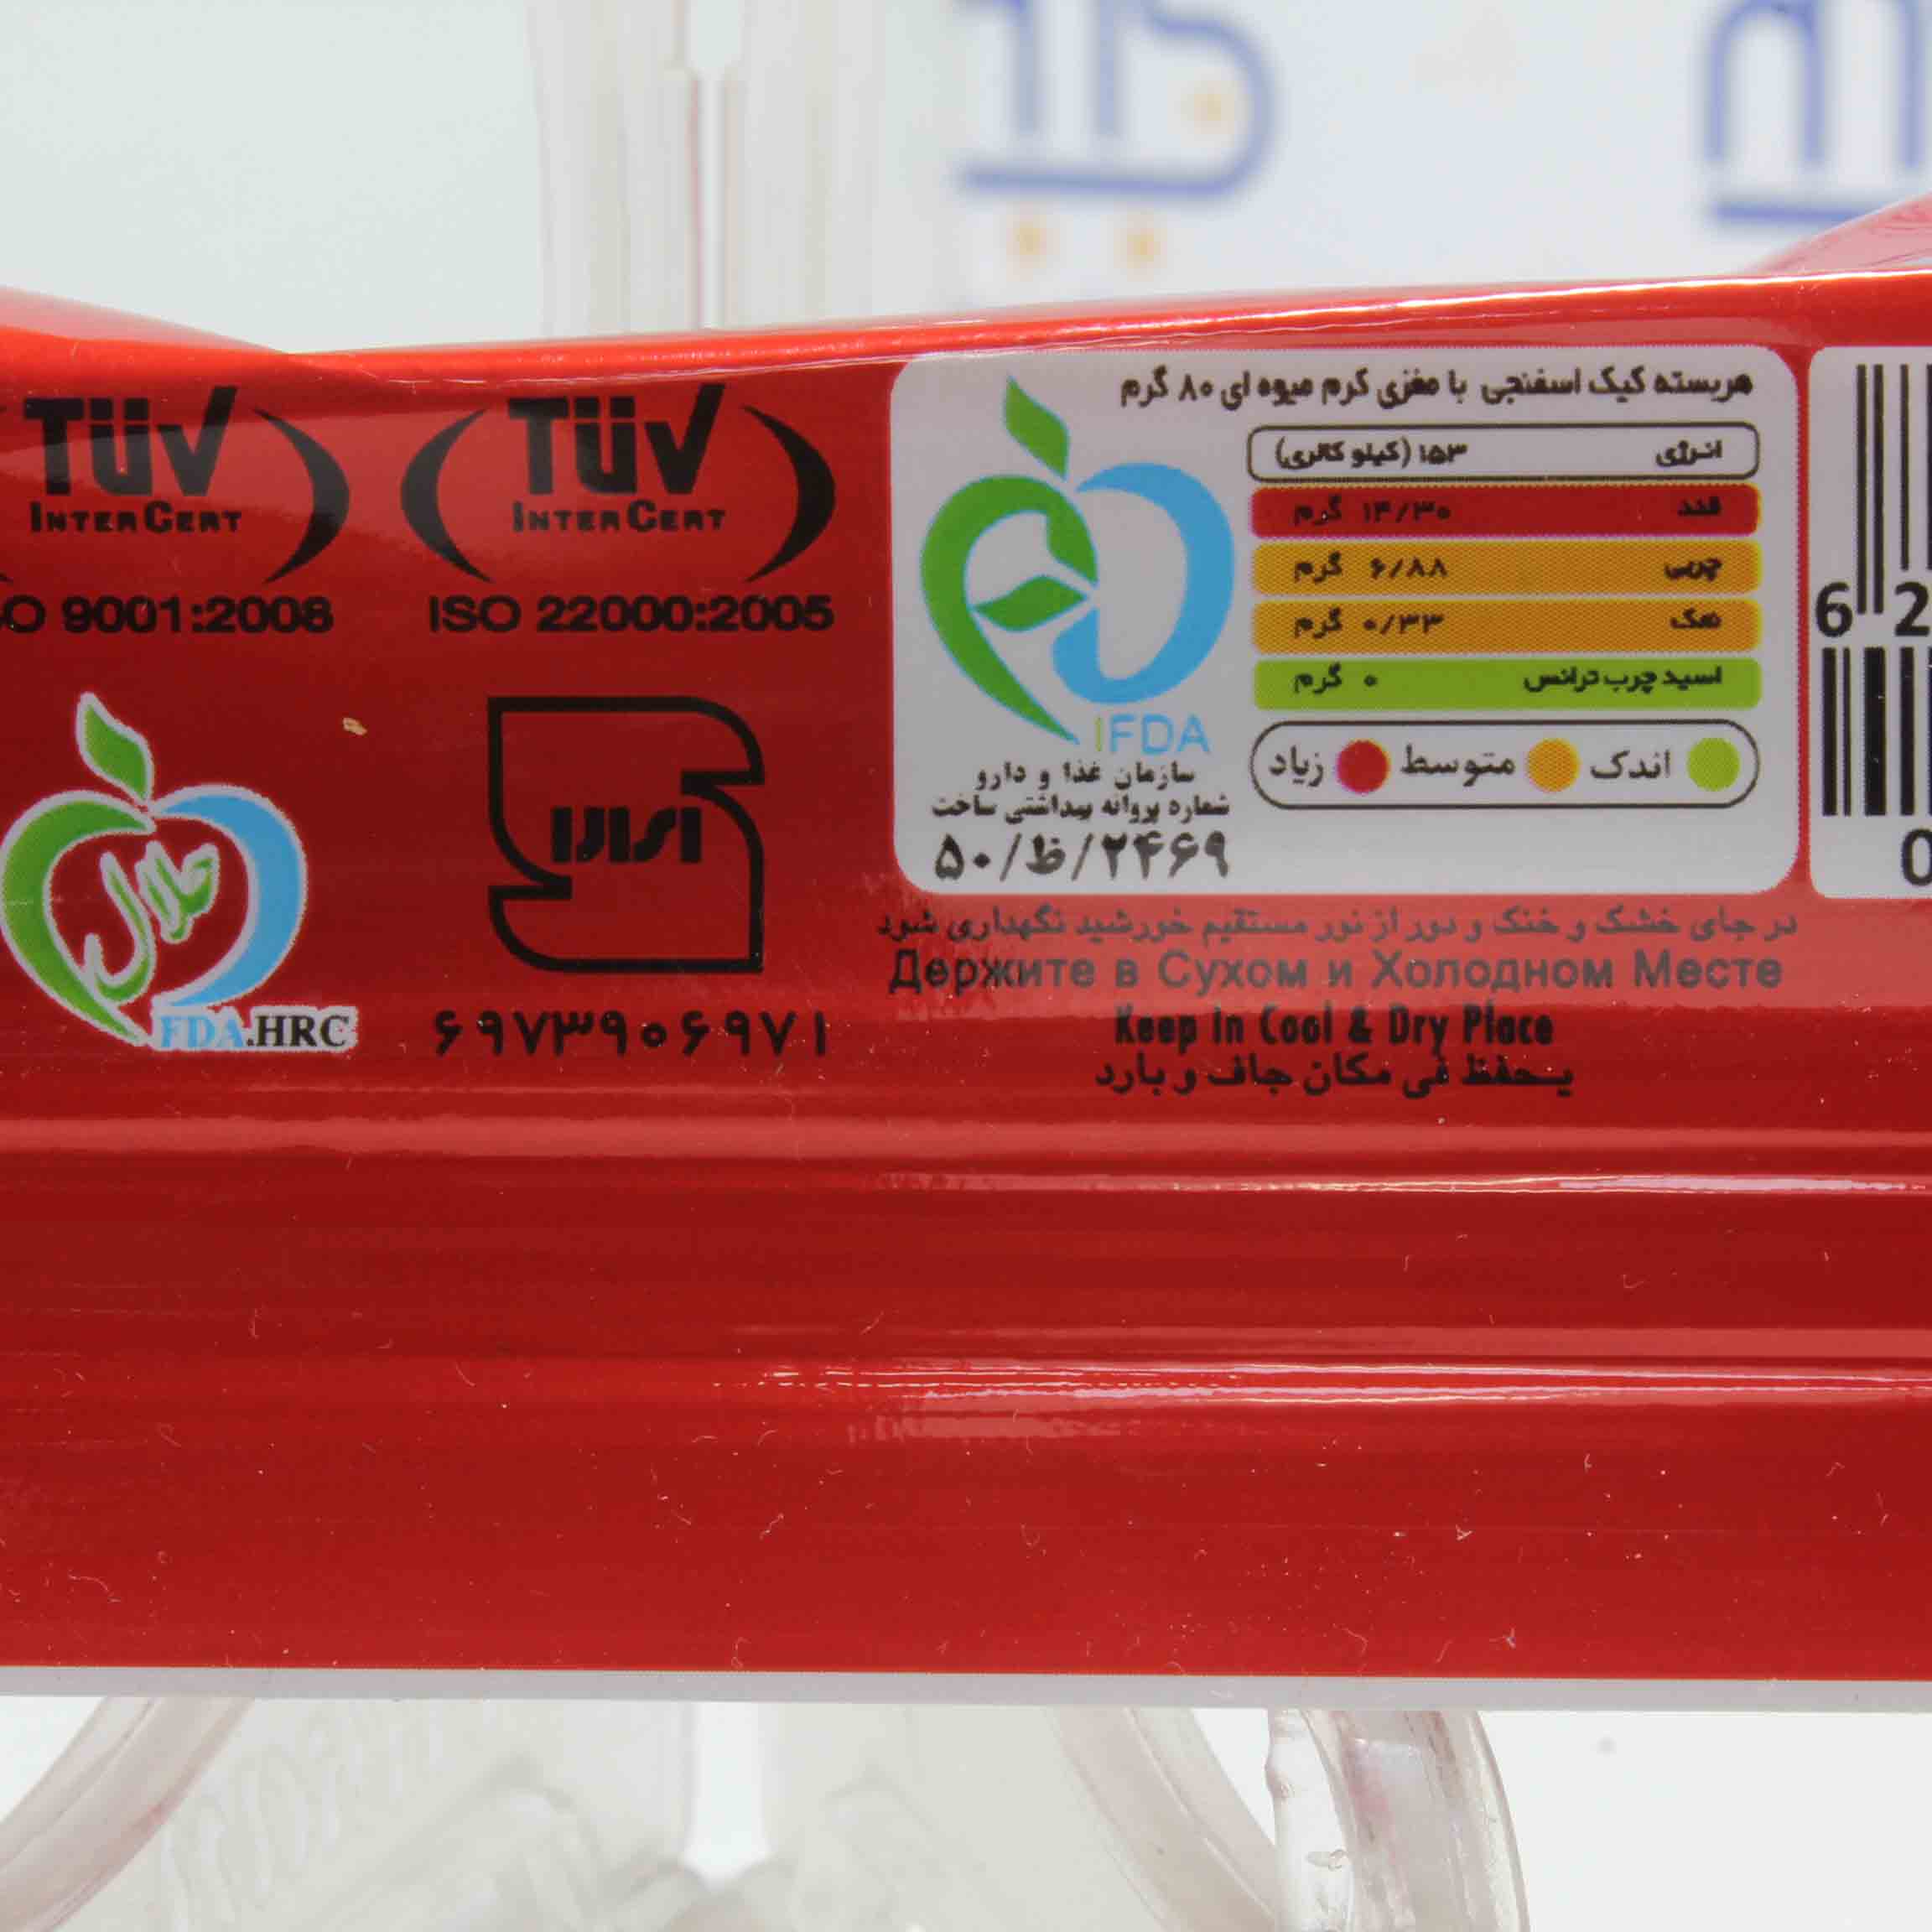 TÜV
INTERCERT
O 9001:2008
TÜV
INTERCERT
ISO 22000:2005
حلال
FDA.HRC
۶۹۷۳۹۰۶۹۷۱
هربسته کیک اسفنجی با مغزی کرم میوه ای ۸۰ گرم
انرژی ۱۵۳ (کیلو کالری)
قند ۱۴/۳۰ گرم
چربی ۶/۸۸ گرم
نمک ۰/۳۳ گرم
اسید چرب ترانس ۰ گرم
اندک متوسط زیاد
IFDA
سازمان غذا و دارو
شماره پروانه بهداشتی ساخت
۵۰/ظ/۲۴۶۹
در جای خشک و خنک و دور از نور مستقیم خورشید نگهداری شود
Держите в Сухом и Холодном Месте
Keep in Cool & Dry Place
يحفظ في مكان جاف و بارد
6 2
0